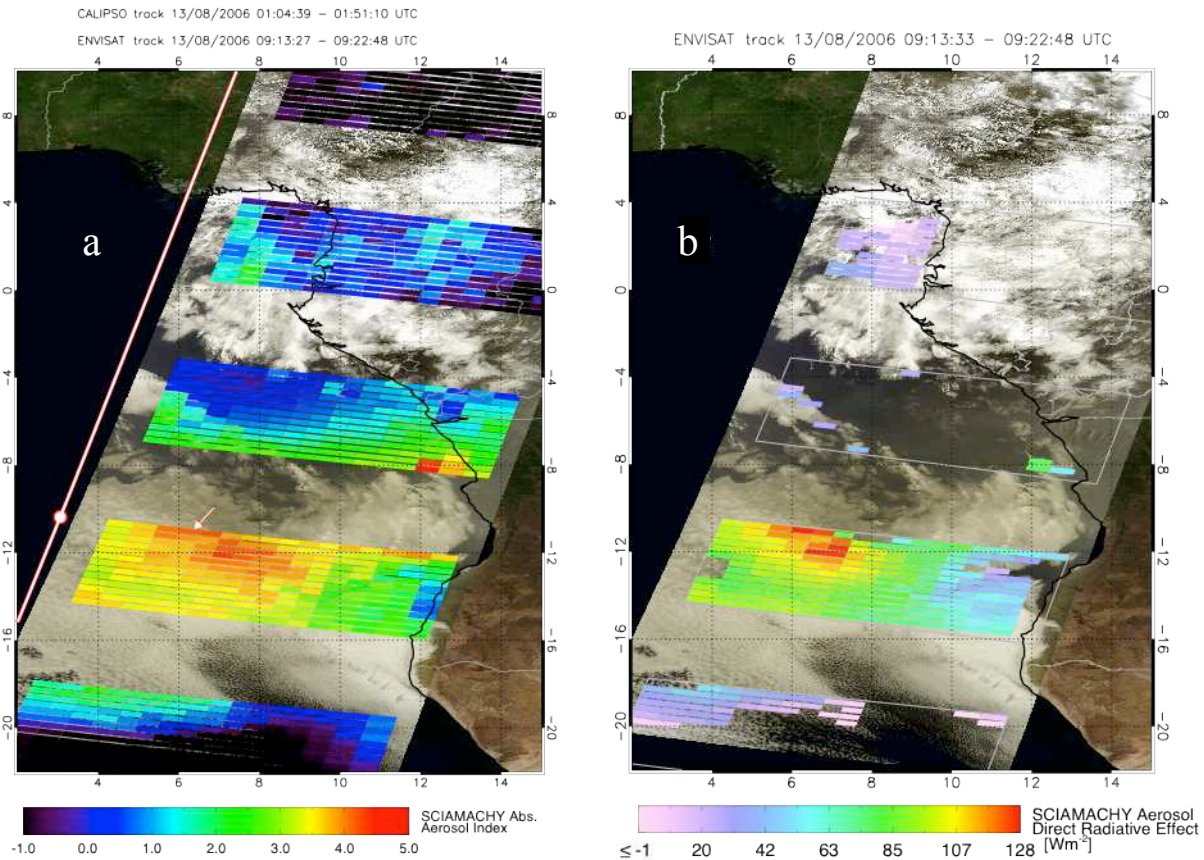 CALIPSO track 13/08/2006 01:04:39 – 01:51:10 UTC
ENVISAT track 13/08/2006 09:13:27 – 09:22:48 UTC
4 6 8 10 12 14
8 4 0 −4 −8 −12 −16 −20
a
8 4 0 −4 −8 −12 −16 −20
4 6 8 10 12 14
SCIAMACHY Abs.
Aerosol Index
-1.0 0.0 1.0 2.0 3.0 4.0 5.0
ENVISAT track 13/08/2006 09:13:33 – 09:22:48 UTC
4 6 8 10 12 14
8 4 0 −4 −8 −12 −16 −20
b
8 4 0 −4 −8 −12 −16 −20
4 6 8 10 12 14
SCIAMACHY Aerosol
Direct Radiative Effect
[Wm-2]
≤ -1 20 42 63 85 107 128